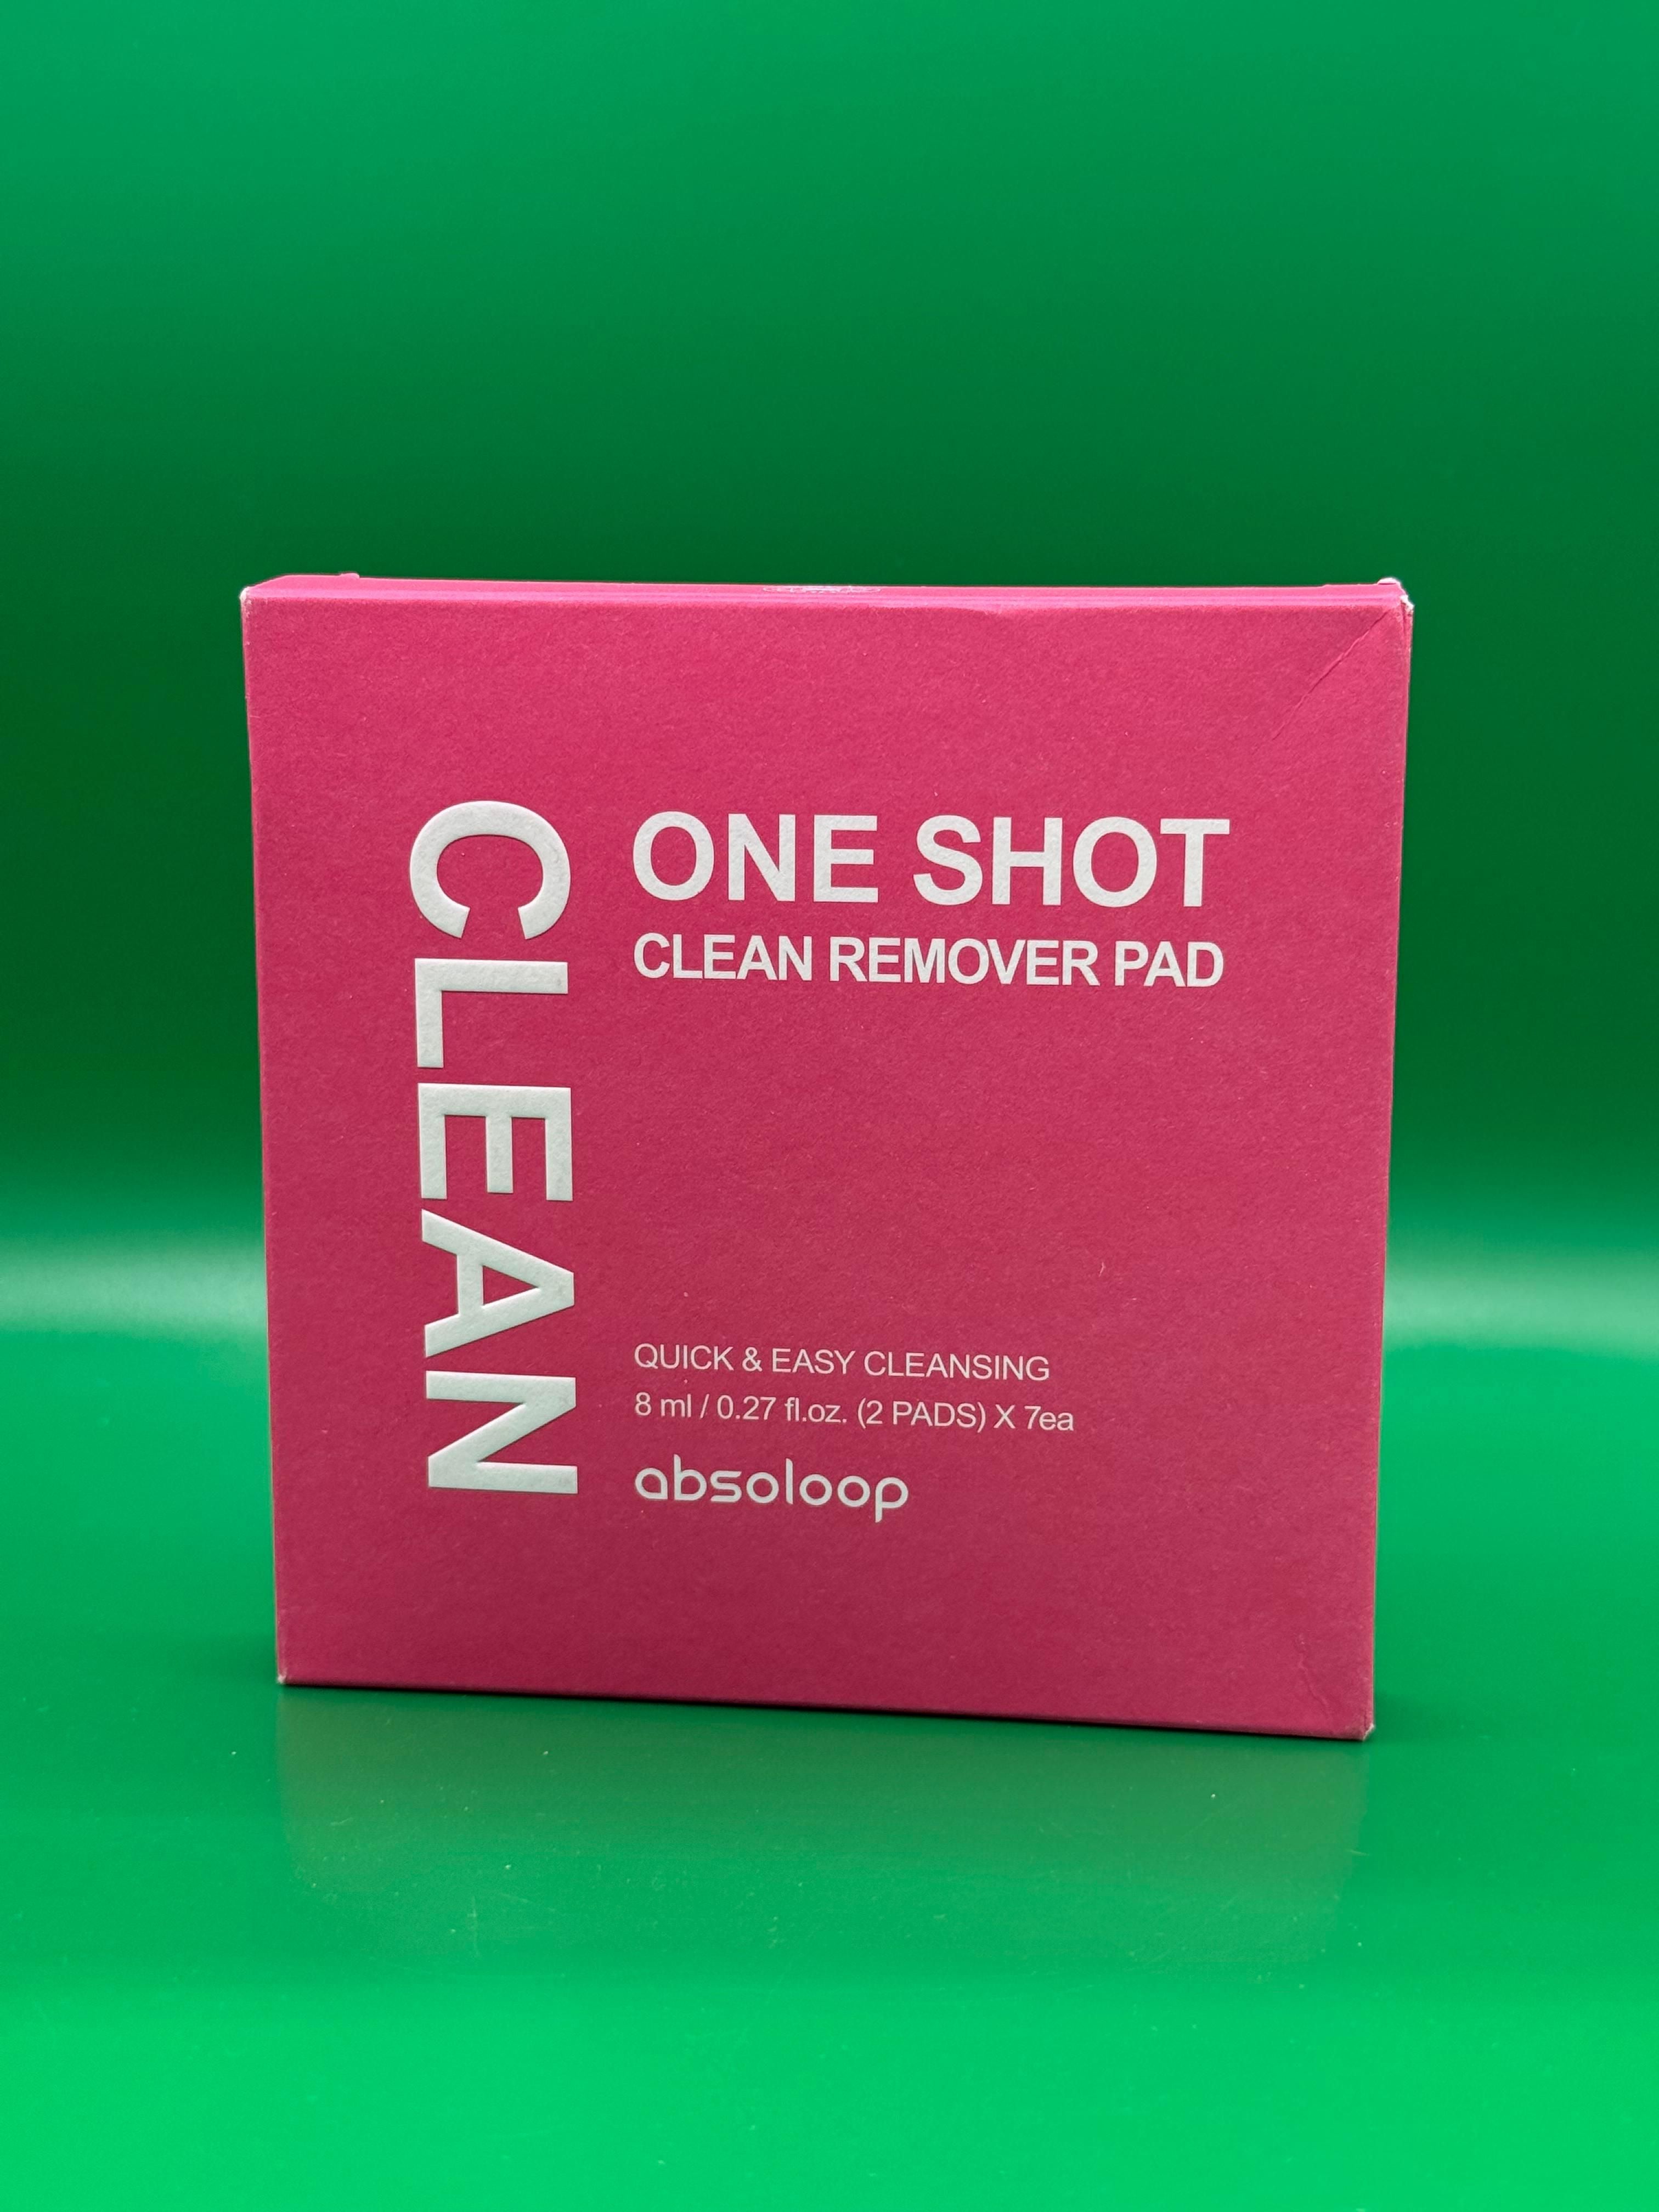 CLEAN
ONE SHOT
CLEAN REMOVER PAD
QUICK & EASY CLEANSING
8 ml / 0.27 fl.oz. (2 PADS) X 7ea
absoloop